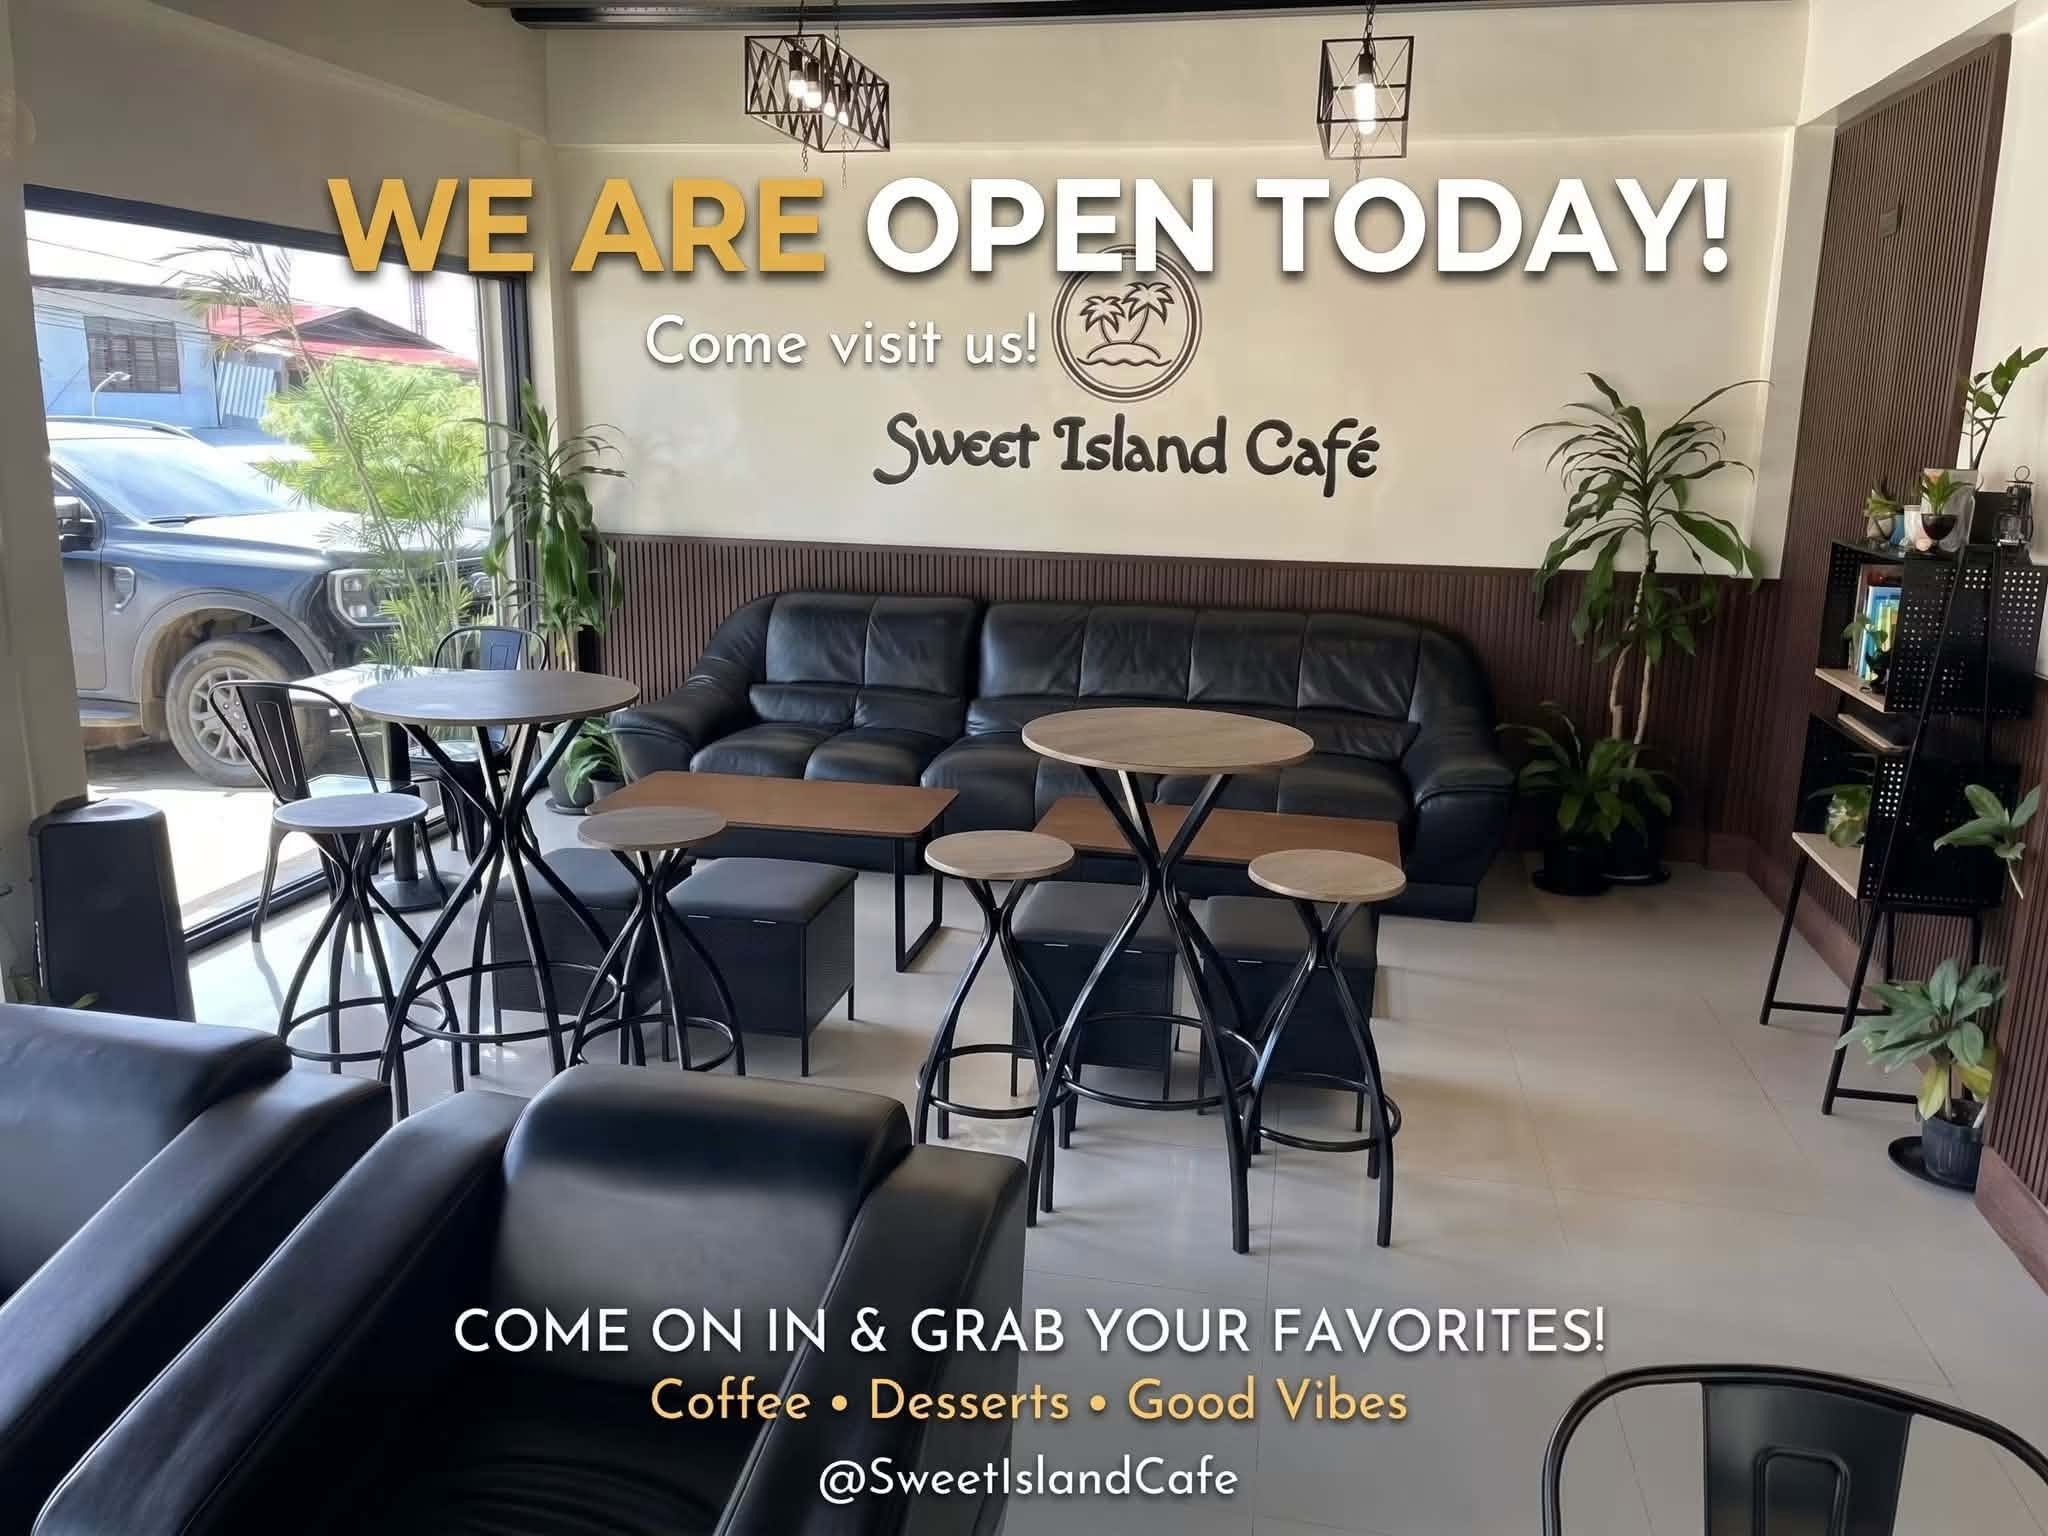 WE ARE OPEN TODAY!
Come visit us!
Sweet Island Café
COME ON IN & GRAB YOUR FAVORITES!
Coffee • Desserts • Good Vibes
@SweetIslandCafe